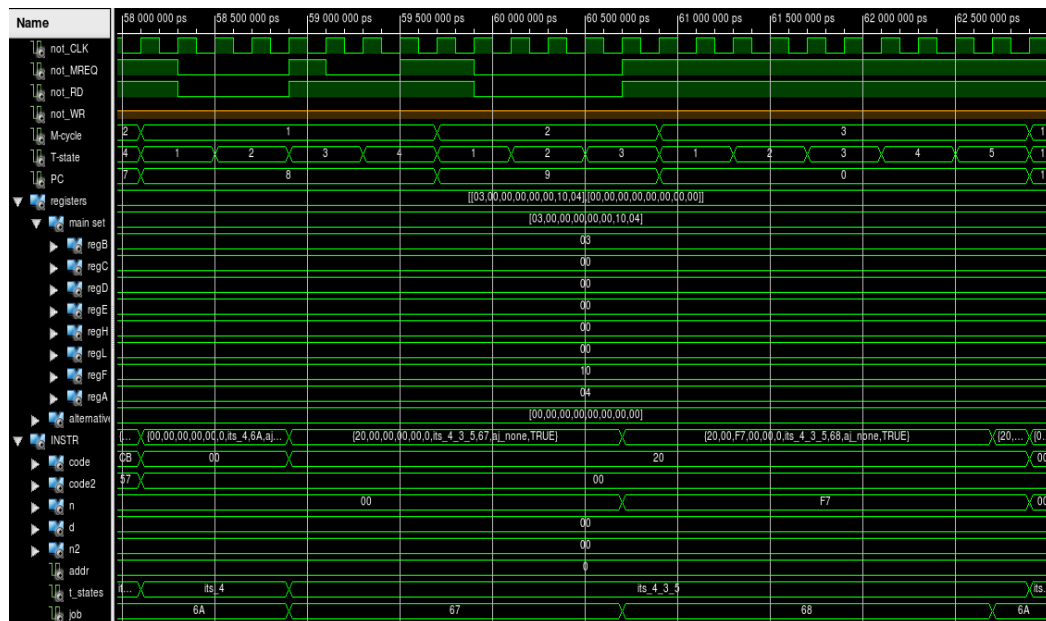 Name 58 000 000 ps 58 500 000 ps 59 000 000 ps 59 500 000 ps 60 000 000 ps 60 500 000 ps 61 000 000 ps 61 500 000 ps 62 000 000 ps 62 500 000 ps
not_CLK
not_MREQ
not_RD
not_WR
M-cycle 2 1 2 3 1
T-state 4 1 2 3 4 1 2 3 1 2 3 4 5 1
PC 7 8 9 0 1
registers [[03,00,00,00,00,00,10,04],[00,00,00,00,00,00,00,00]]
main set [03,00,00,00,00,00,10,04]
regB 03
regC 00
regD 00
regE 00
regH 00
regL 00
regF 10
regA 04
alternative [00,00,00,00,00,00,00,00]
INSTR {... {00,00,00,00,00,0,its_4,6A,aj... {20,00,00,00,00,0,its_4_3_5,67,aj_none,TRUE} {20,00,F7,00,00,0,its_4_3_5,68,aj_none,TRUE} {20,... {0...
code CB 00 20 00
code2 57 00
n 00 F7 00
d 00
n2 00
addr 0
t_states it... its_4 its_4_3_5 its...
job 6A 67 68 6A